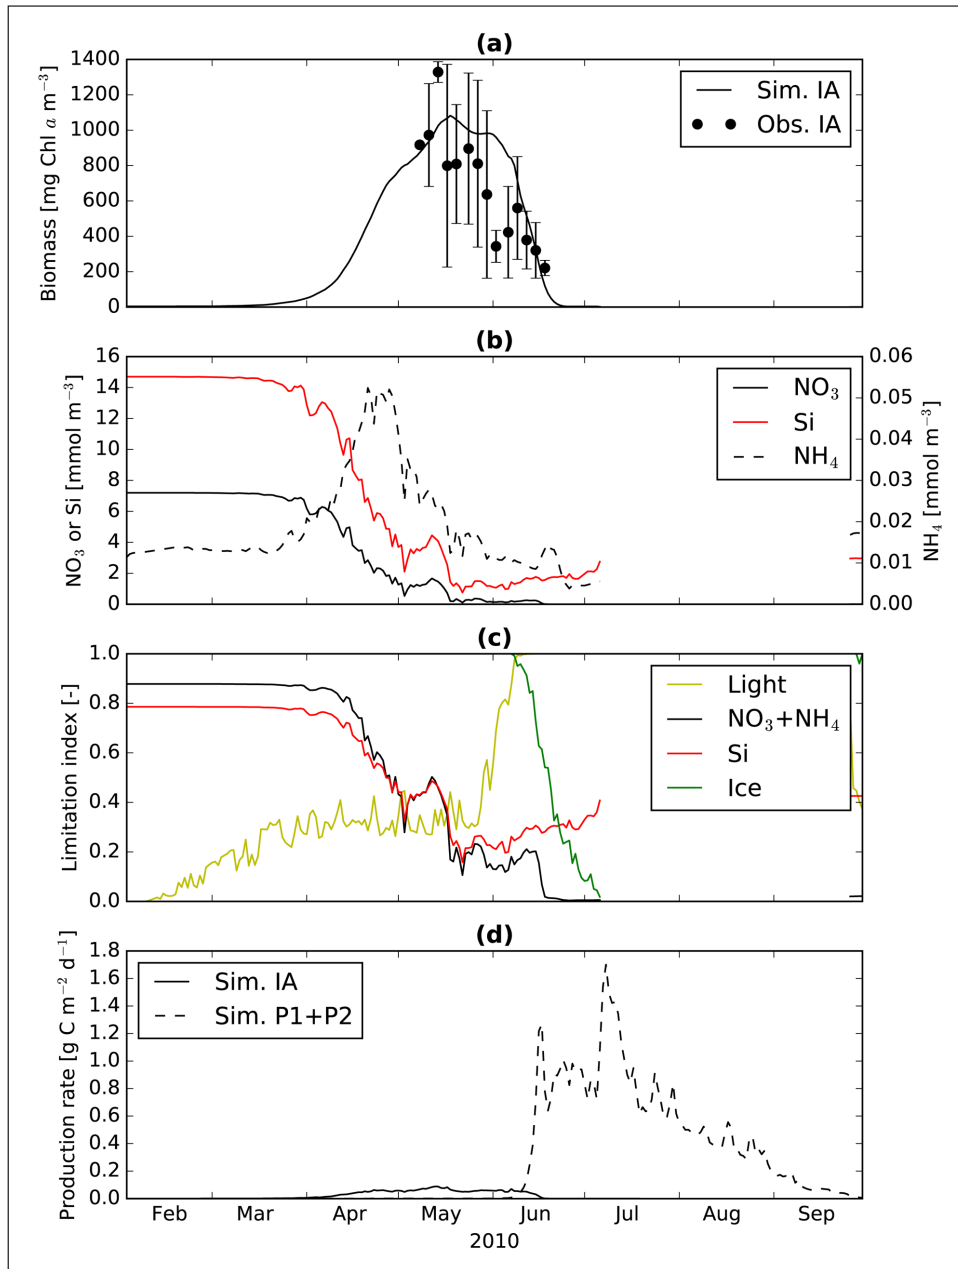 (a)
1400
1200
1000
800
600
400
200
0
Biomass [mg Chl a m⁻³]
Sim. IA
Obs. IA
(b)
16
14
12
10
8
6
4
2
0
NO₃ or Si [mmol m⁻³]
0.06
0.05
0.04
0.03
0.02
0.01
0.00
NH₄ [mmol m⁻³]
NO₃
Si
NH₄
(c)
1.0
0.8
0.6
0.4
0.2
0.0
Limitation index [-]
Light
NO₃+NH₄
Si
Ice
(d)
1.8
1.6
1.4
1.2
1.0
0.8
0.6
0.4
0.2
0.0
Production rate [g C m⁻² d⁻¹]
Sim. IA
Sim. P1+P2
Feb Mar Apr May Jun Jul Aug Sep
2010